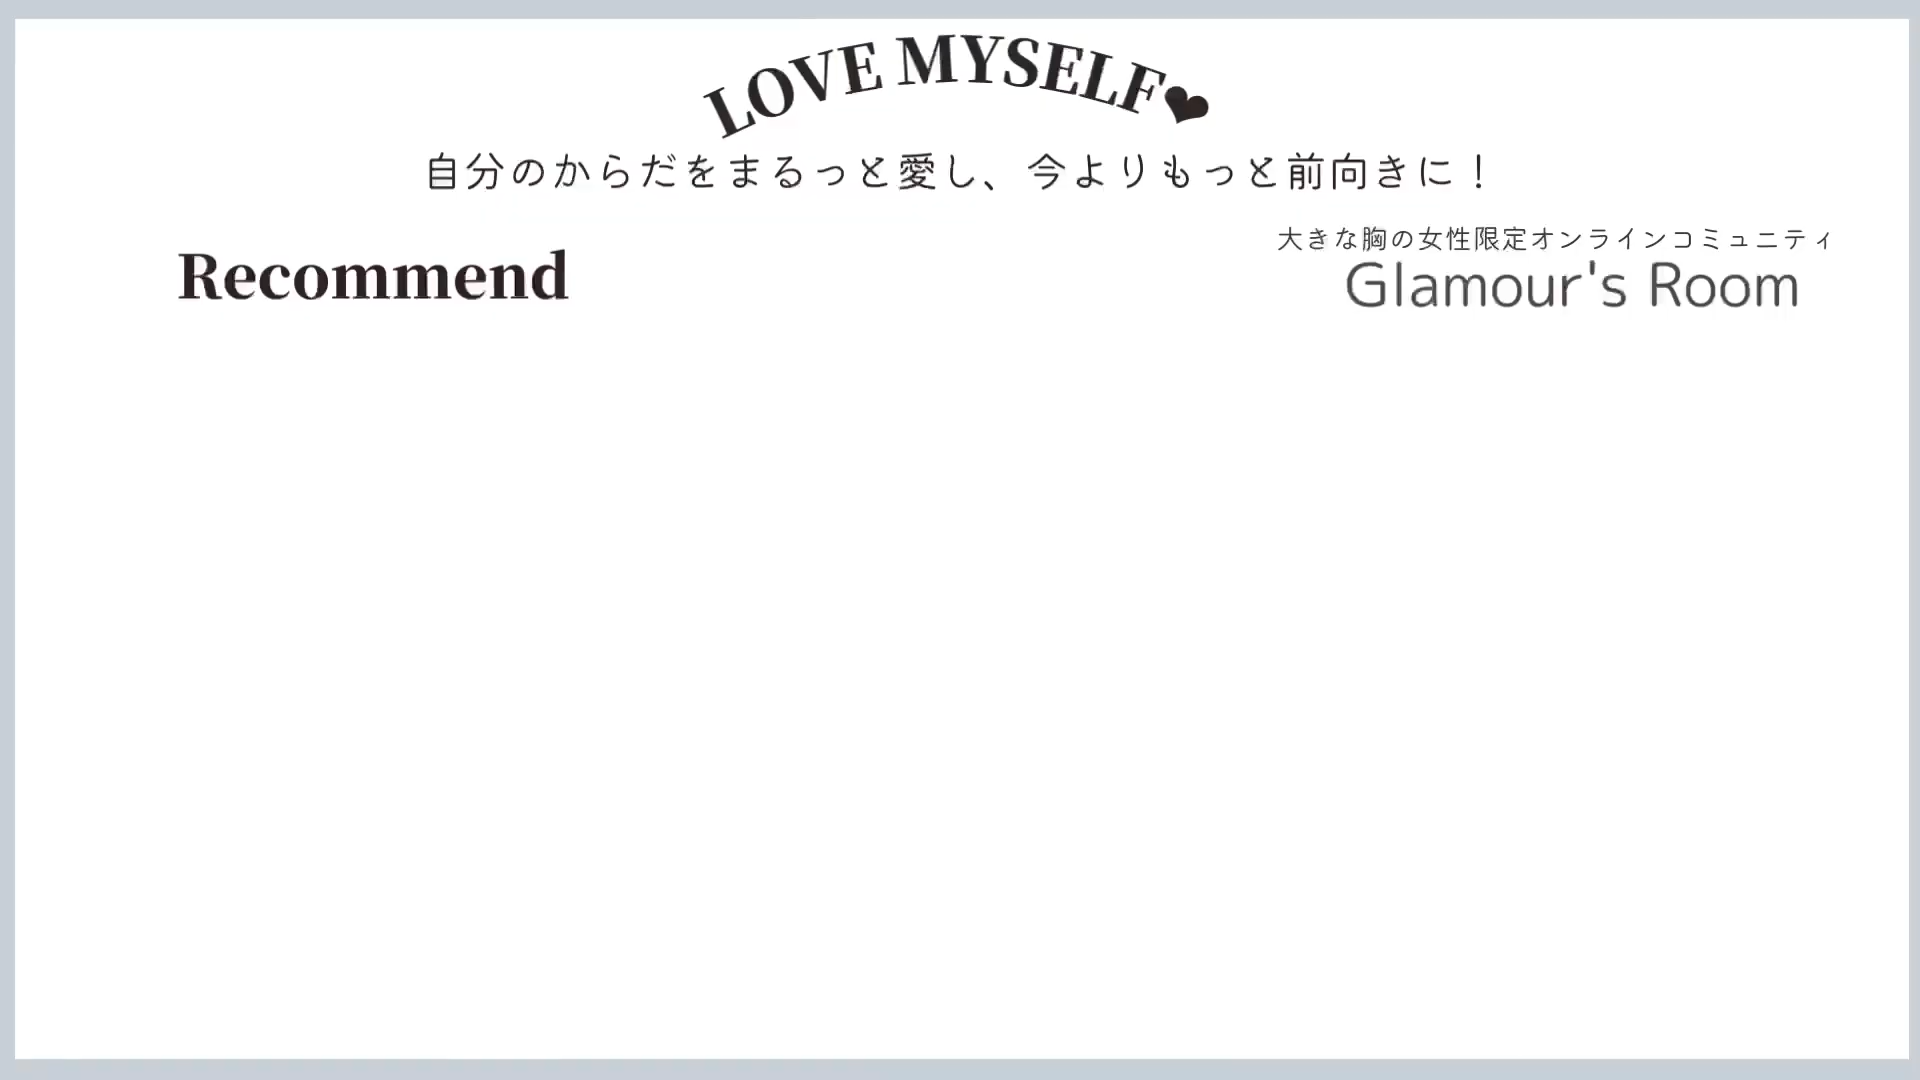 LOVE MYSELF❤
自分のからだをまるっと愛し、今よりもっと前向きに！
Recommend
大きな胸の女性限定オンラインコミュニティ
Glamour's Room